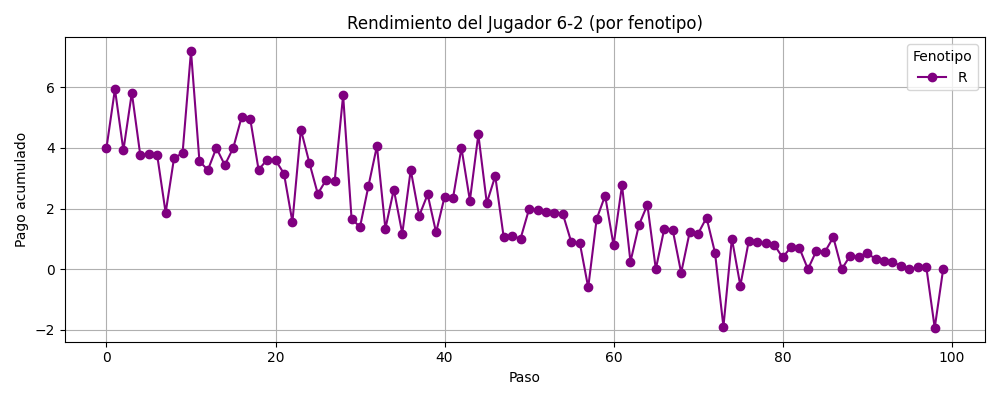 Rendimiento del Jugador 6-2 (por fenotipo)
Pago acumulado
6
4
2
0
−2
Fenotipo
R
0
20
40
60
80
100
Paso